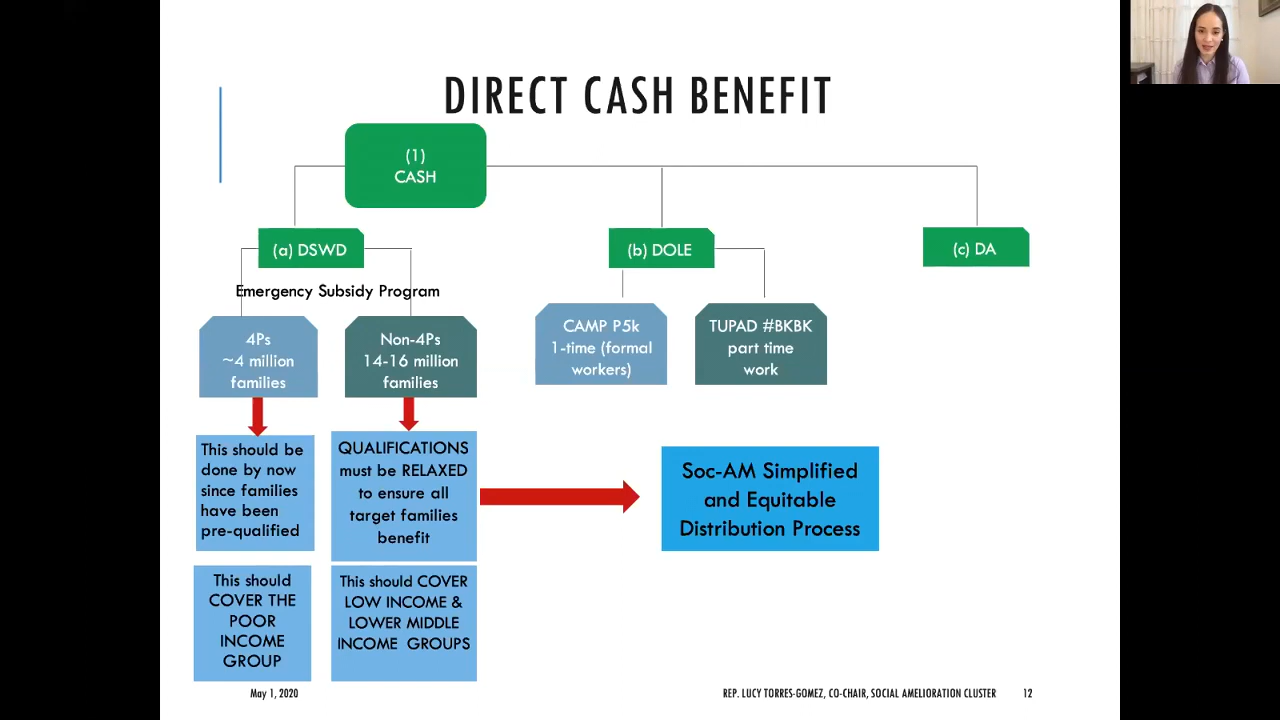 DIRECT CASH BENEFIT
(1)
CASH
(a) DSWD
(b) DOLE
(c) DA
Emergency Subsidy Program
4Ps
~4 million
families
Non-4Ps
14-16 million
families
CAMP P5k
1-time (formal
workers)
TUPAD #BKBK
part time
work
This should be
done by now
since families
have been
pre-qualified
QUALIFICATIONS
must be RELAXED
to ensure all
target families
benefit
Soc-AM Simplified
and Equitable
Distribution Process
This should
COVER THE
POOR
INCOME
GROUP
This should COVER
LOW INCOME &
LOWER MIDDLE
INCOME GROUPS
May 1, 2020
REP. LUCY TORRES-GOMEZ, CO-CHAIR, SOCIAL AMELIORATION CLUSTER
12